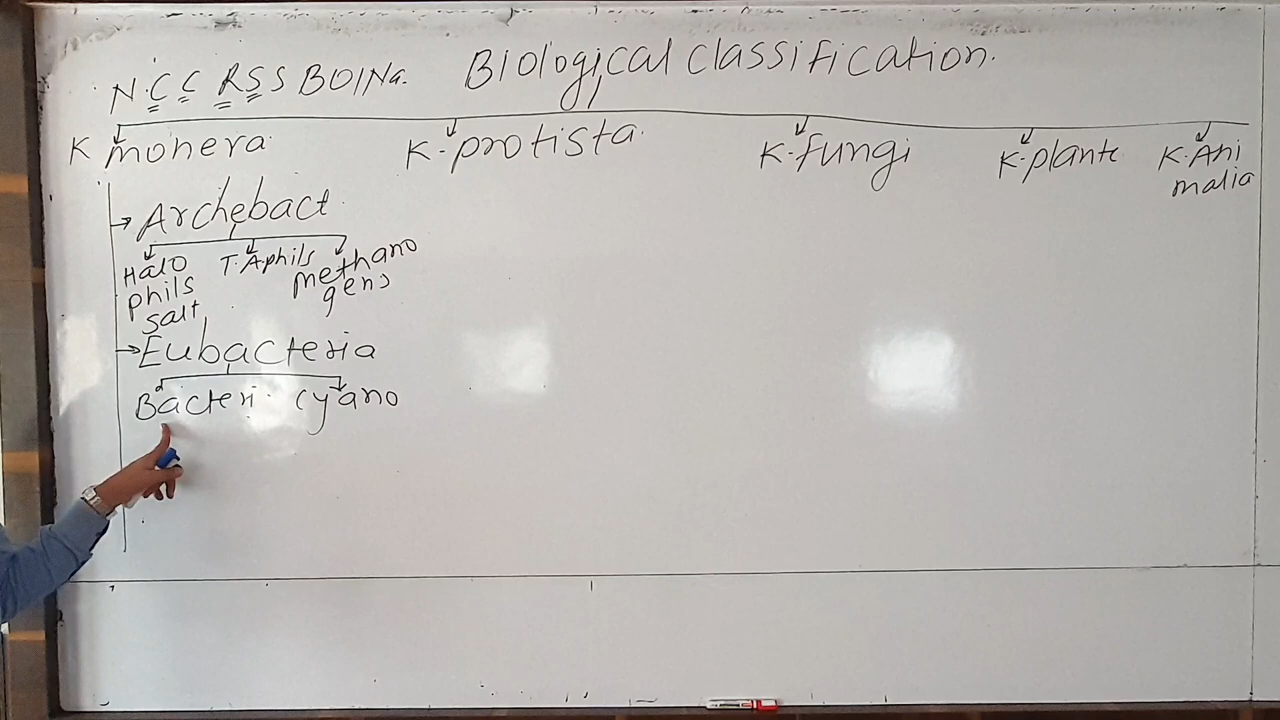 N.C C R S S BOINa. Biological classification.
K monera. K-protista. K-fungi K-plante K-Ani
malia
Archebact
Halo T.Aphils methano
phils gens
salt
Eubacteria
Bacteri. Cyano